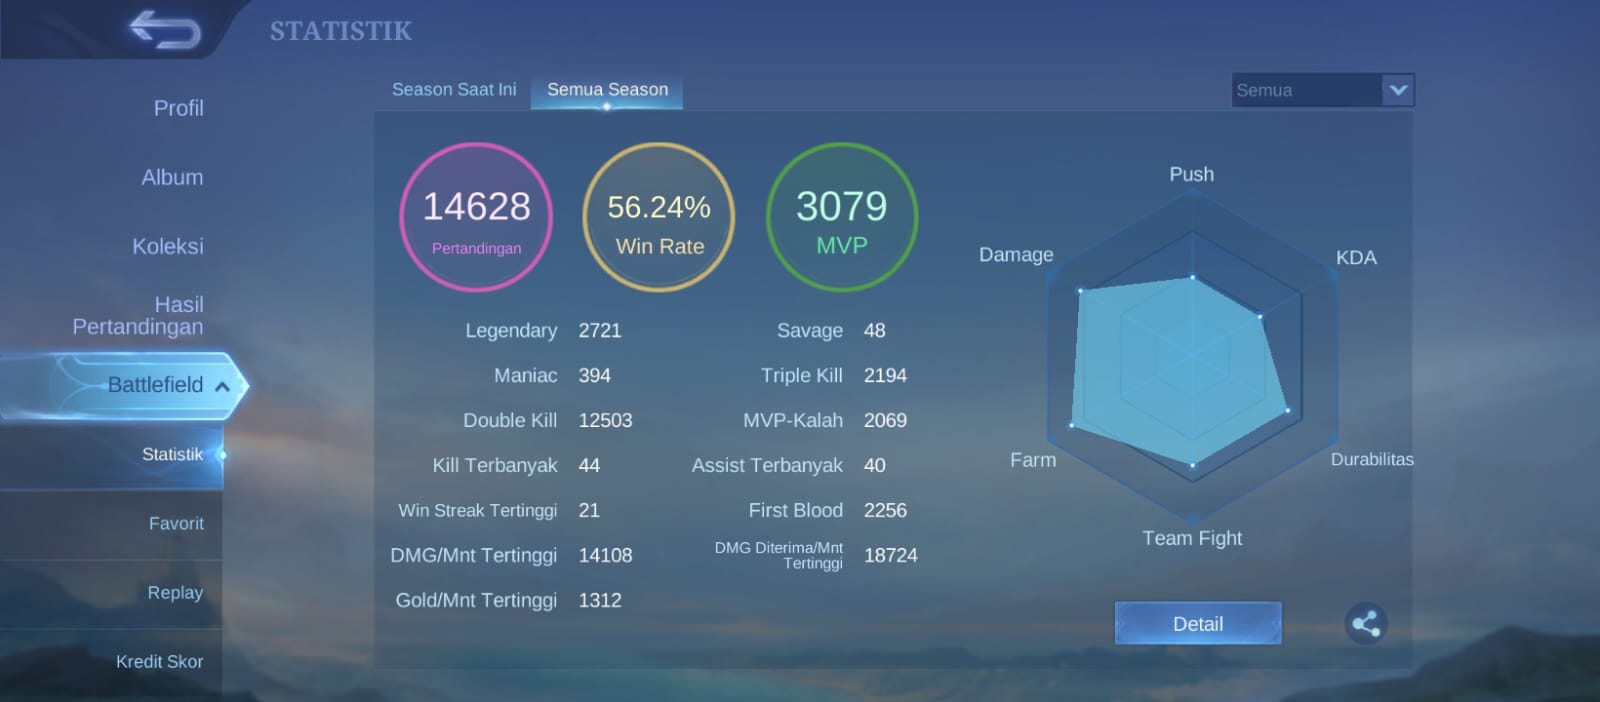 STATISTIK
Profil
Album
Koleksi
Hasil
Pertandingan
Battlefield
Statistik
Favorit
Replay
Kredit Skor
Season Saat Ini
Semua Season
Semua
14628
Pertandingan
56.24%
Win Rate
3079
MVP
Legendary 2721
Savage 48
Maniac 394
Triple Kill 2194
Double Kill 12503
MVP-Kalah 2069
Kill Terbanyak 44
Assist Terbanyak 40
Win Streak Tertinggi 21
First Blood 2256
DMG/Mnt Tertinggi 14108
DMG Diterima/Mnt
Tertinggi 18724
Gold/Mnt Tertinggi 1312
Push
Damage
KDA
Farm
Durabilitas
Team Fight
Detail